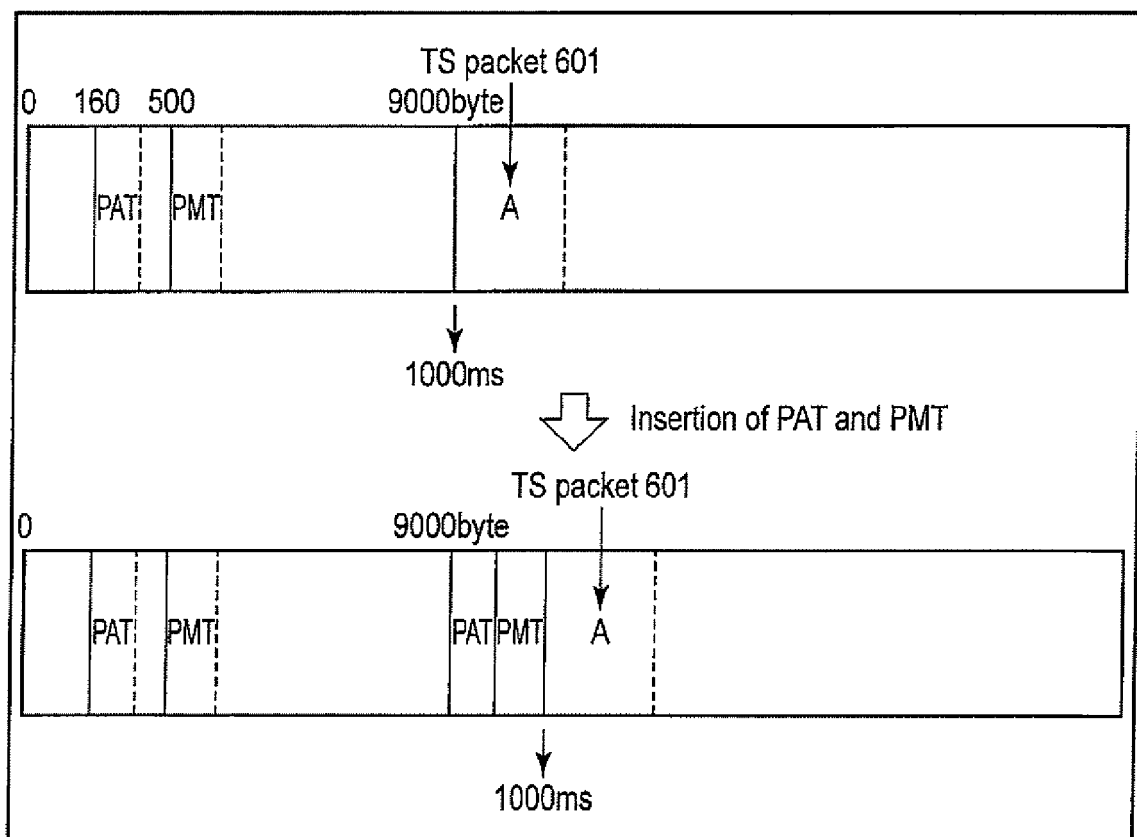 TS packet 601
0 160 500 9000byte
PAT PMT A
1000ms
Insertion of PAT and PMT
TS packet 601
0 9000byte
PAT PMT PAT PMT A
1000ms